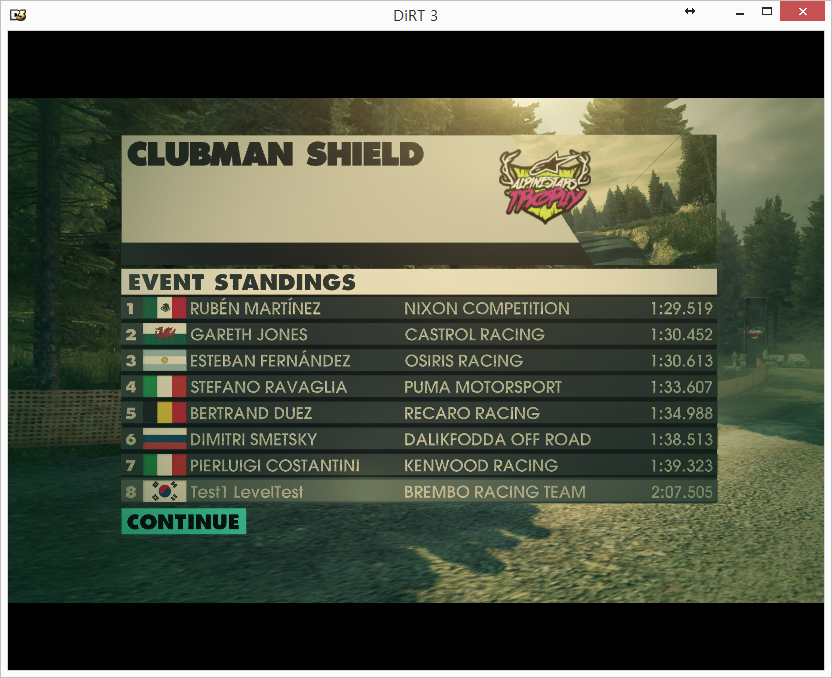 DiRT 3
CLUBMAN SHIELD
ALPINESTARS
TROPHY
EVENT STANDINGS
1 RUBÉN MARTÍNEZ NIXON COMPETITION 1:29.519
2 GARETH JONES CASTROL RACING 1:30.452
3 ESTEBAN FERNÁNDEZ OSIRIS RACING 1:30.613
4 STEFANO RAVAGLIA PUMA MOTORSPORT 1:33.607
5 BERTRAND DUEZ RECARO RACING 1:34.988
6 DIMITRI SMETSKY DALIKFODDA OFF ROAD 1:38.513
7 PIERLUIGI COSTANTINI KENWOOD RACING 1:39.323
8 Test1 LevelTest BREMBO RACING TEAM 2:07.505
CONTINUE